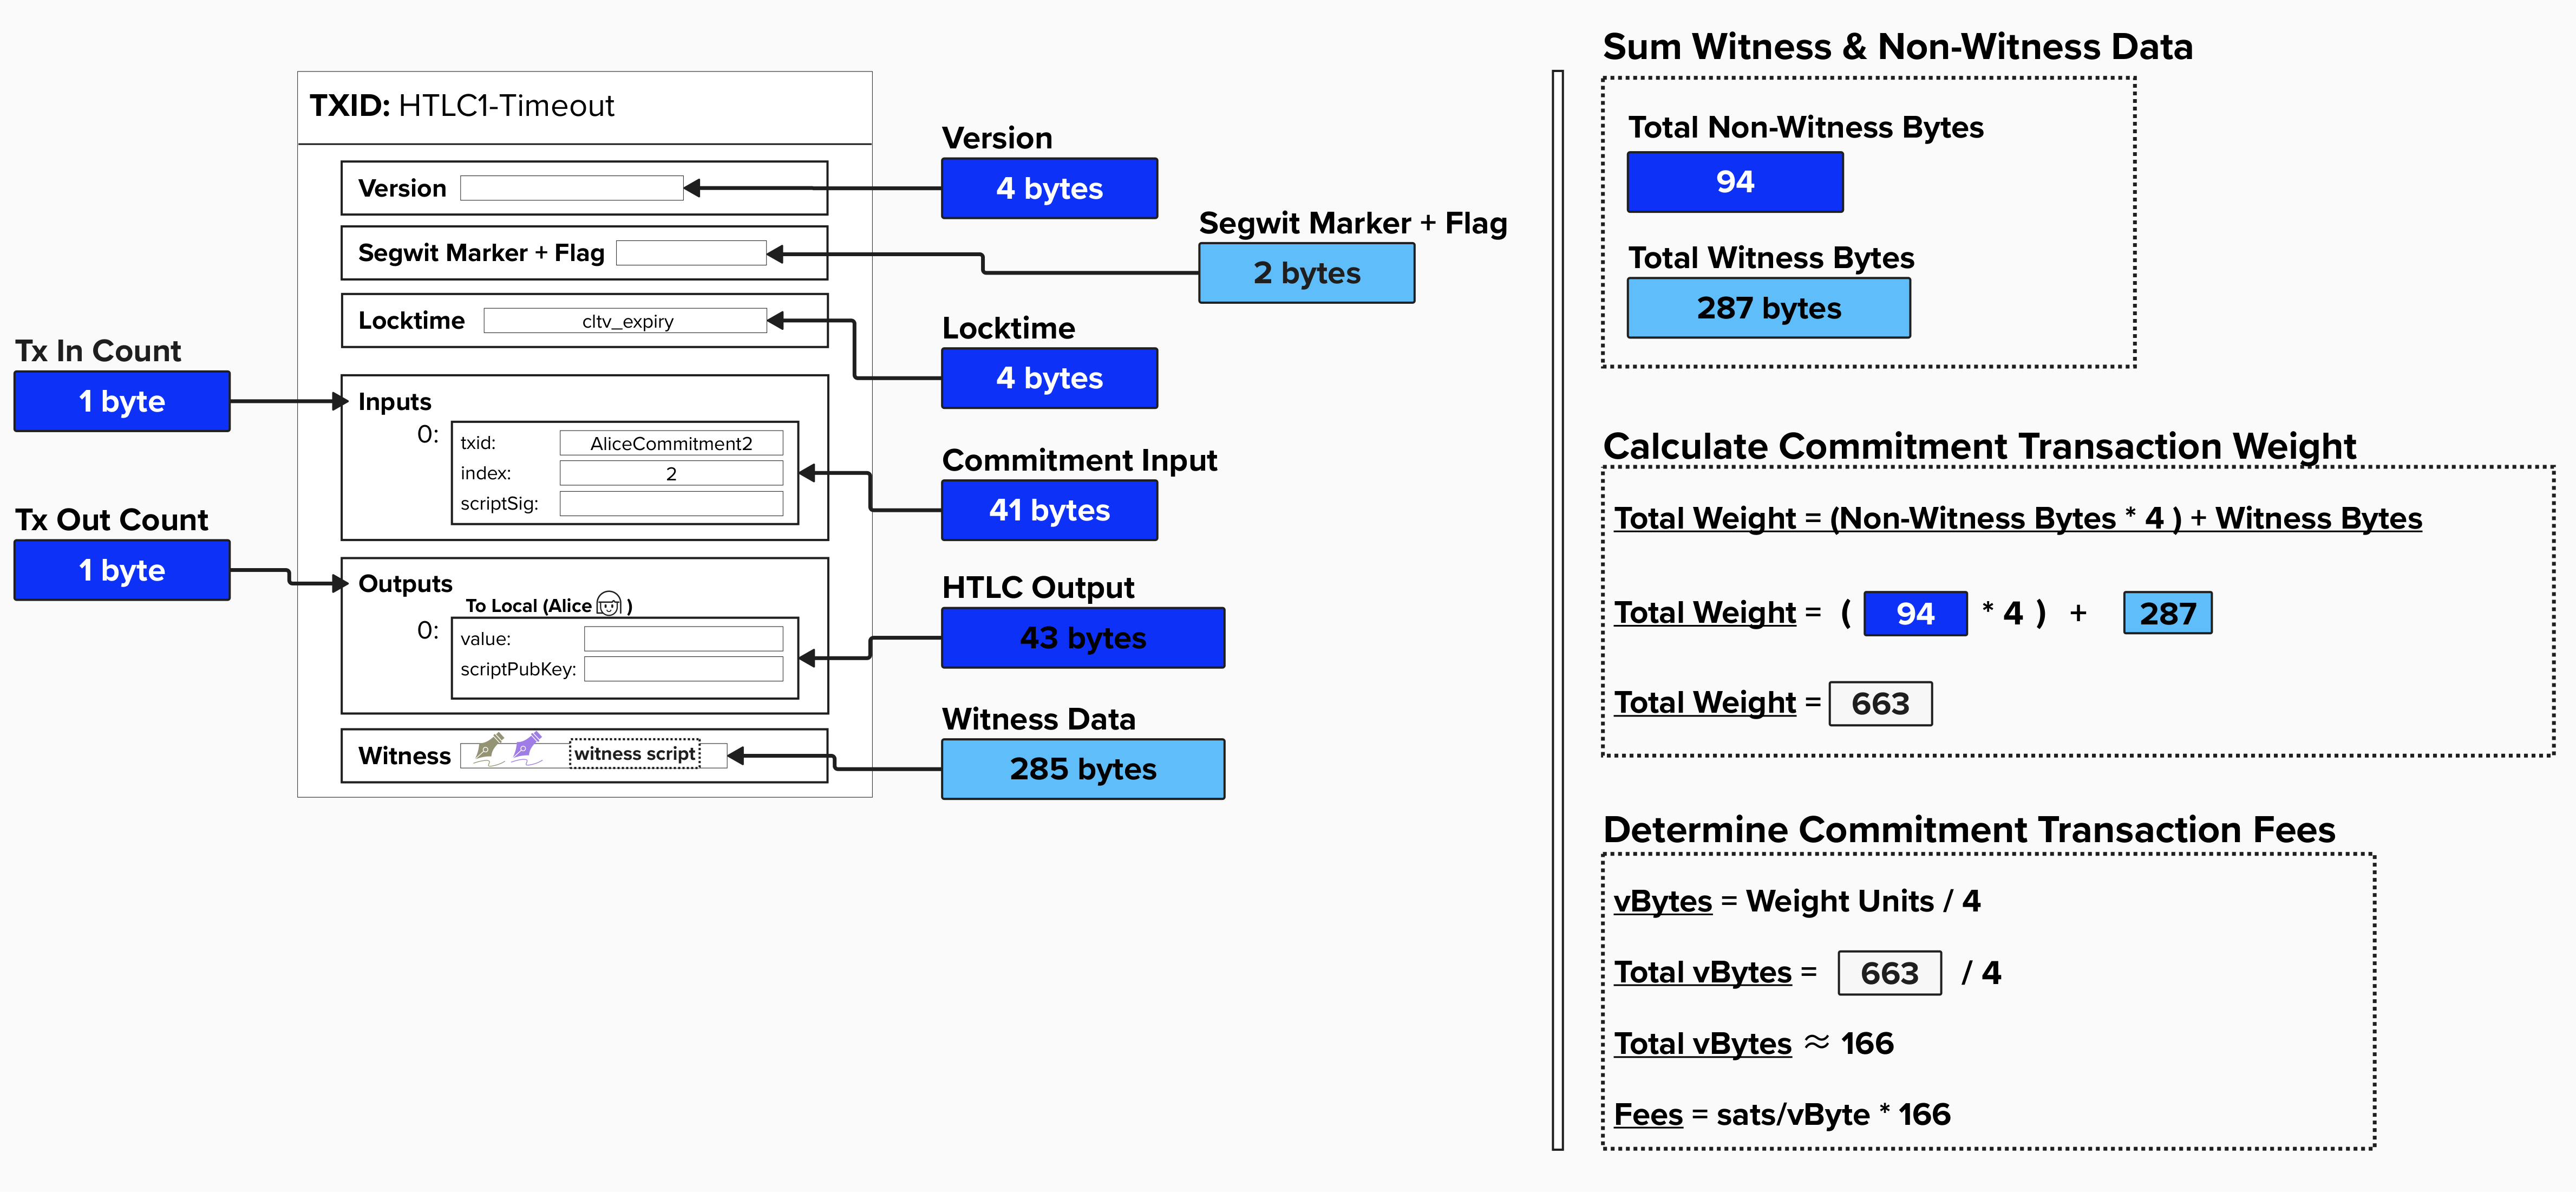 TXID: HTLC1-Timeout
Version
Segwit Marker + Flag
Locktime
cltv_expiry
Inputs
0:
txid:
AliceCommitment2
index:
2
scriptSig:
Outputs
To Local (Alice )
0:
value:
scriptPubKey:
Witness
witness script
Tx In Count
1 byte
Tx Out Count
1 byte
Version
4 bytes
Segwit Marker + Flag
2 bytes
Locktime
4 bytes
Commitment Input
41 bytes
HTLC Output
43 bytes
Witness Data
285 bytes
Sum Witness & Non-Witness Data
Total Non-Witness Bytes
94
Total Witness Bytes
287 bytes
Calculate Commitment Transaction Weight
Total Weight = (Non-Witness Bytes * 4 ) + Witness Bytes
Total Weight = ( 94 * 4 ) + 287
Total Weight = 663
Determine Commitment Transaction Fees
vBytes = Weight Units / 4
Total vBytes = 663 / 4
Total vBytes ≈ 166
Fees = sats/vByte * 166